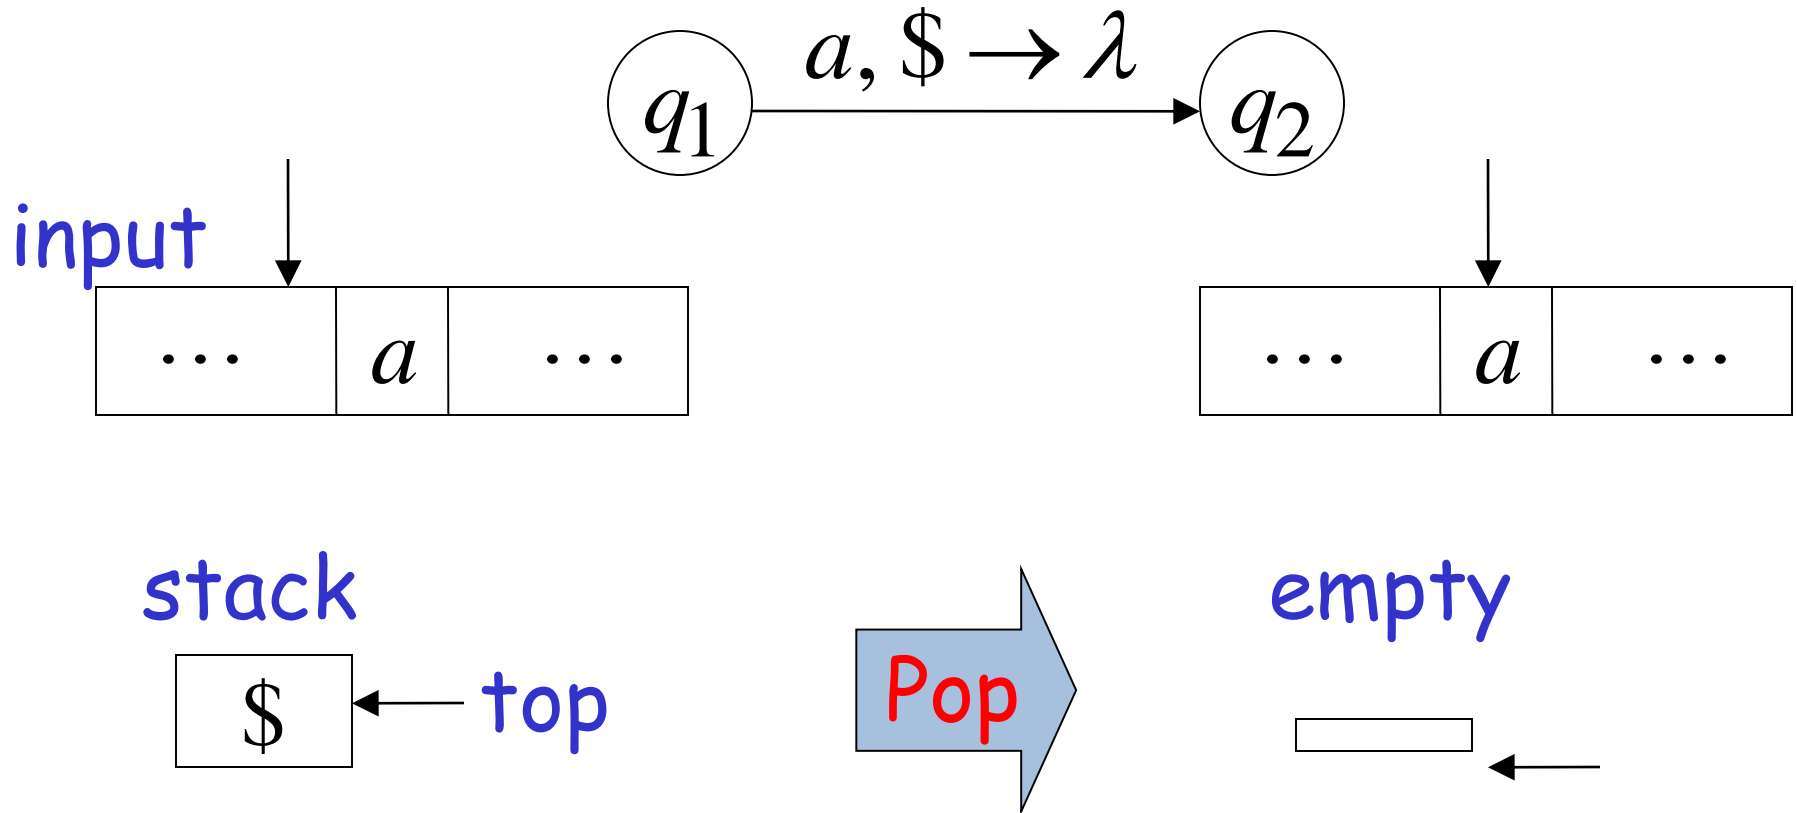 a, $ → λ
q1 q2
input
··· a ··· ··· a ···
stack empty
$ top Pop